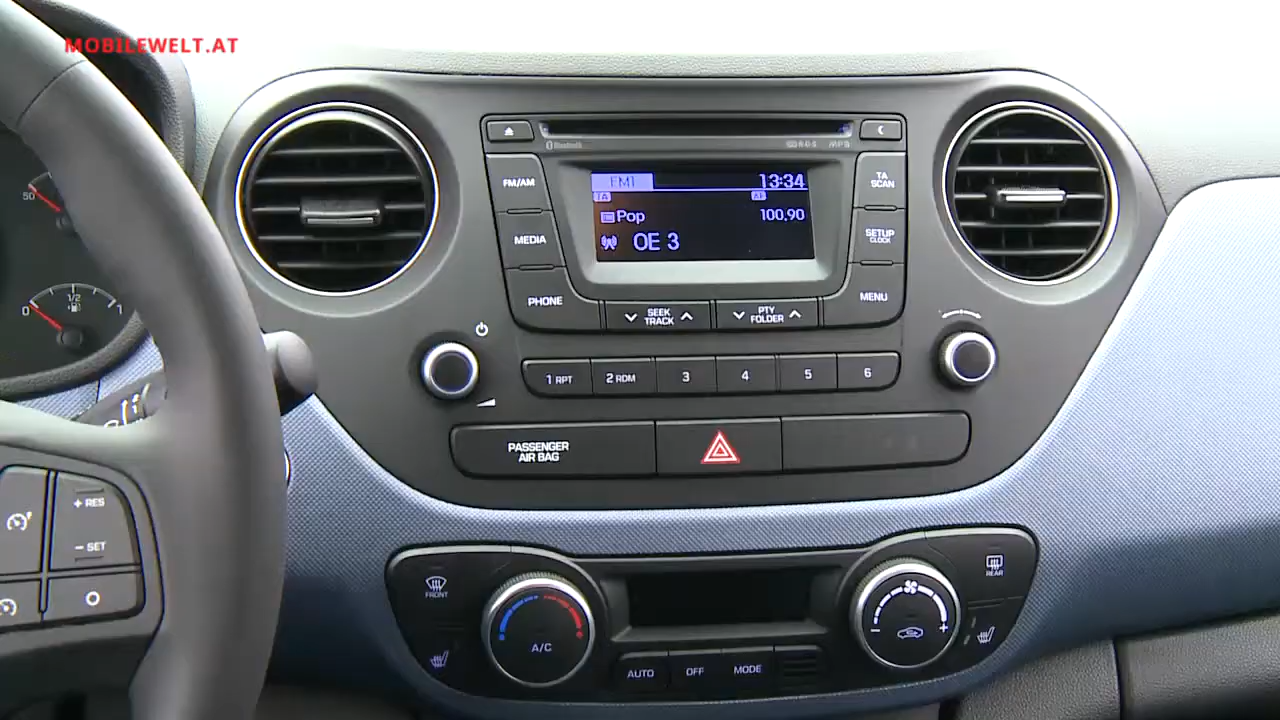 MOBILEWELT.AT
Bluetooth
R·D·S
MP3
FM/AM
FM1
13:34
TA
SCAN
TA
AF
Pop
100,90
MEDIA
OE 3
SETUP
CLOCK
PHONE
SEEK
TRACK
PTY
FOLDER
MENU
1 RPT
2 RDM
3
4
5
6
50
1/2
0
1
PASSENGER
AIR BAG
+ RES
- SET
FRONT
REAR
A/C
- +
AUTO
OFF
MODE